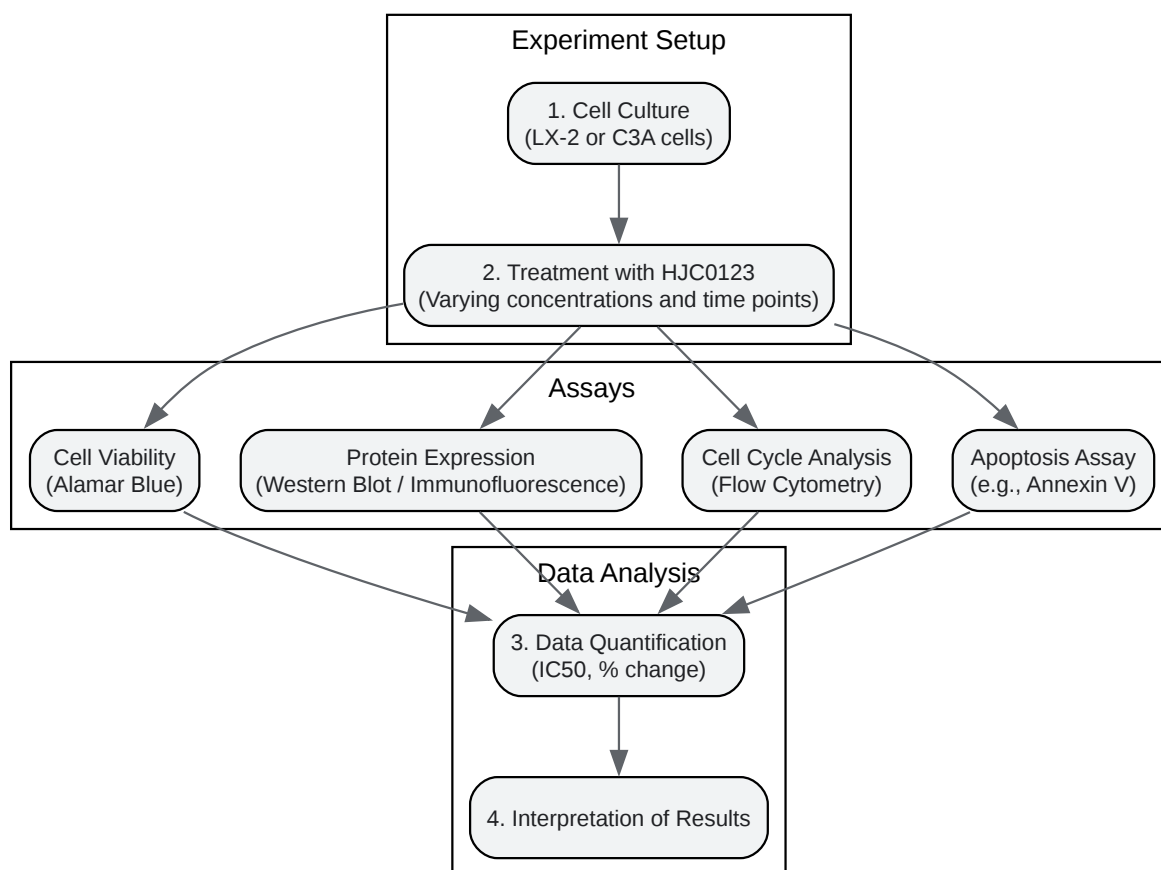 Experiment Setup
1. Cell Culture
(LX-2 or C3A cells)
2. Treatment with HJC0123
(Varying concentrations and time points)
Assays
Cell Viability
(Alamar Blue)
Protein Expression
(Western Blot / Immunofluorescence)
Cell Cycle Analysis
(Flow Cytometry)
Apoptosis Assay
(e.g., Annexin V)
Data Analysis
3. Data Quantification
(IC50, % change)
4. Interpretation of Results